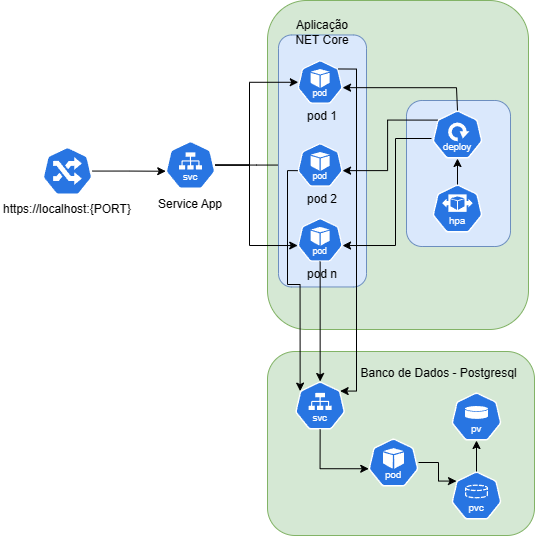 Aplicação
NET Core
pod
pod 1
deploy
svc
pod
https://localhost:{PORT}
Service App
pod 2
hpa
pod
pod n
Banco de Dados - Postgresql
svc
pv
pod
pvc